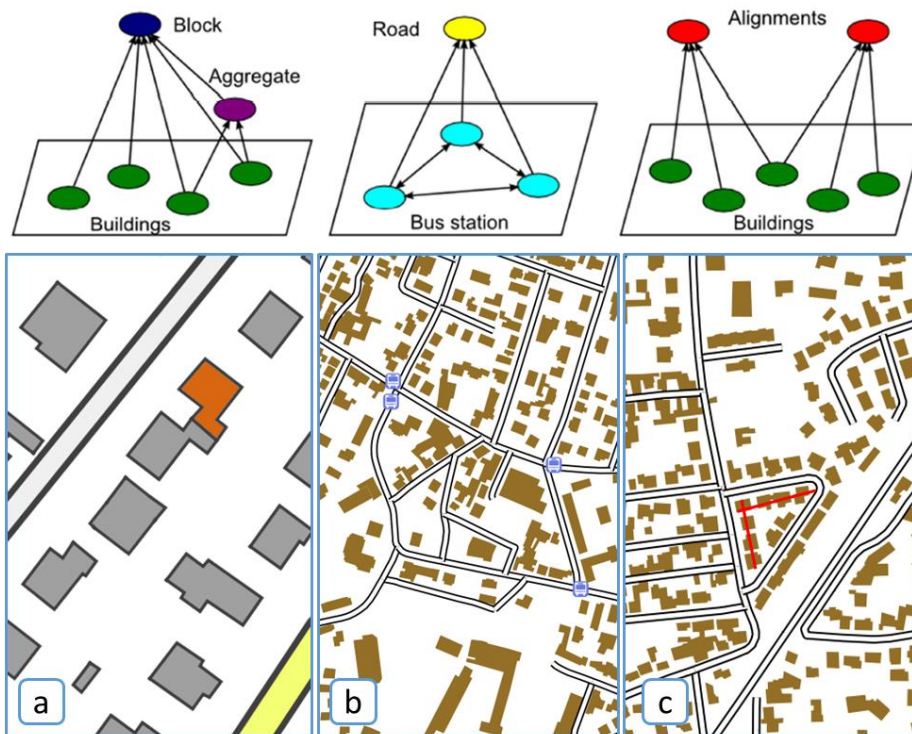 Block
Aggregate
Buildings
Road
Bus station
Alignments
Buildings
a
b
c